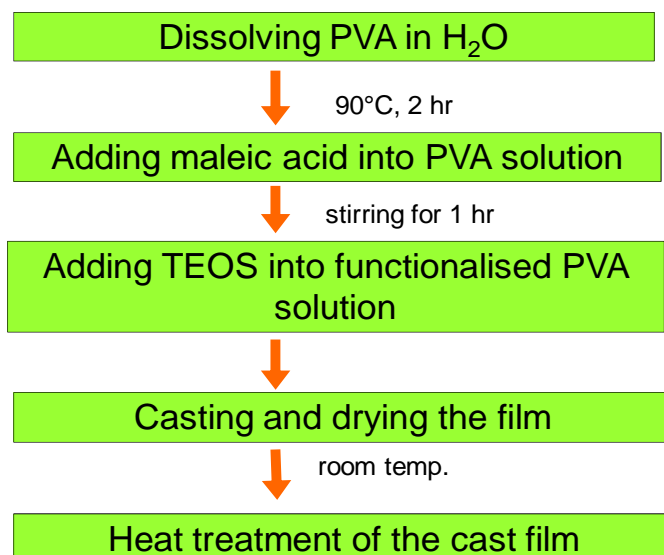 Dissolving PVA in H₂O
90°C, 2 hr
Adding maleic acid into PVA solution
stirring for 1 hr
Adding TEOS into functionalised PVA
solution
Casting and drying the film
room temp.
Heat treatment of the cast film